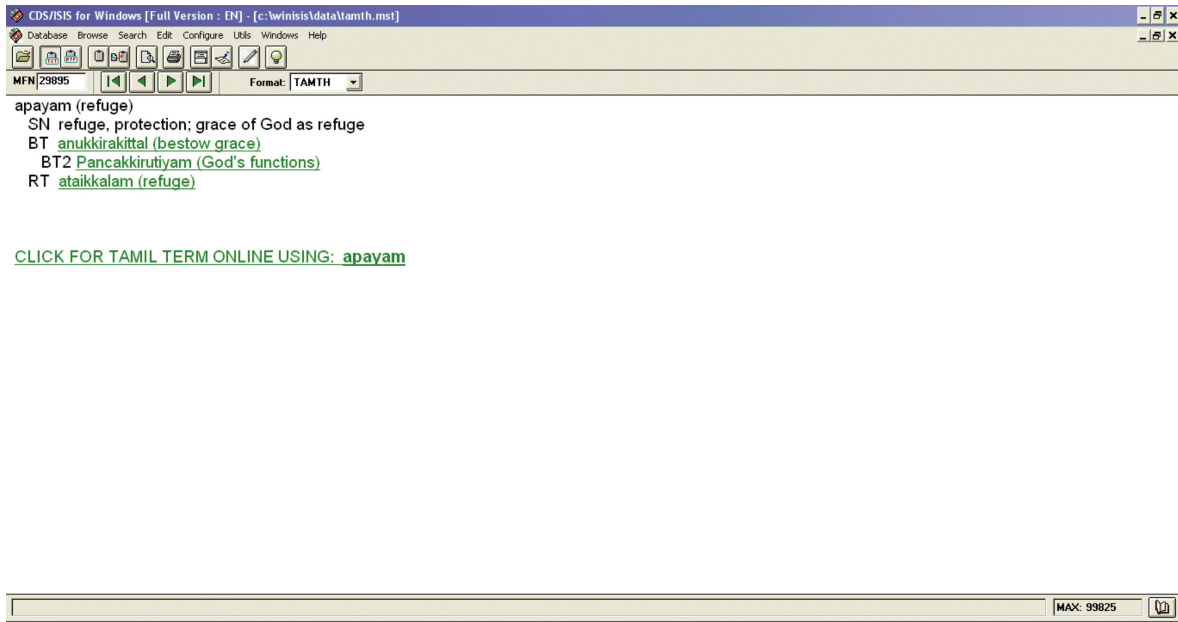 CDS/ISIS for Windows [Full Version : EN] - [c:\winisis\data\tamth.mst]
Database Browse Search Edit Configure Utils Windows Help
MFN 29895 Format: TAMTH
apayam (refuge)
SN refuge, protection; grace of God as refuge
BT anukkirakittal (bestow grace)
BT2 Pancakkirutiyam (God's functions)
RT ataikkalam (refuge)
CLICK FOR TAMIL TERM ONLINE USING: apayam
MAX: 99825